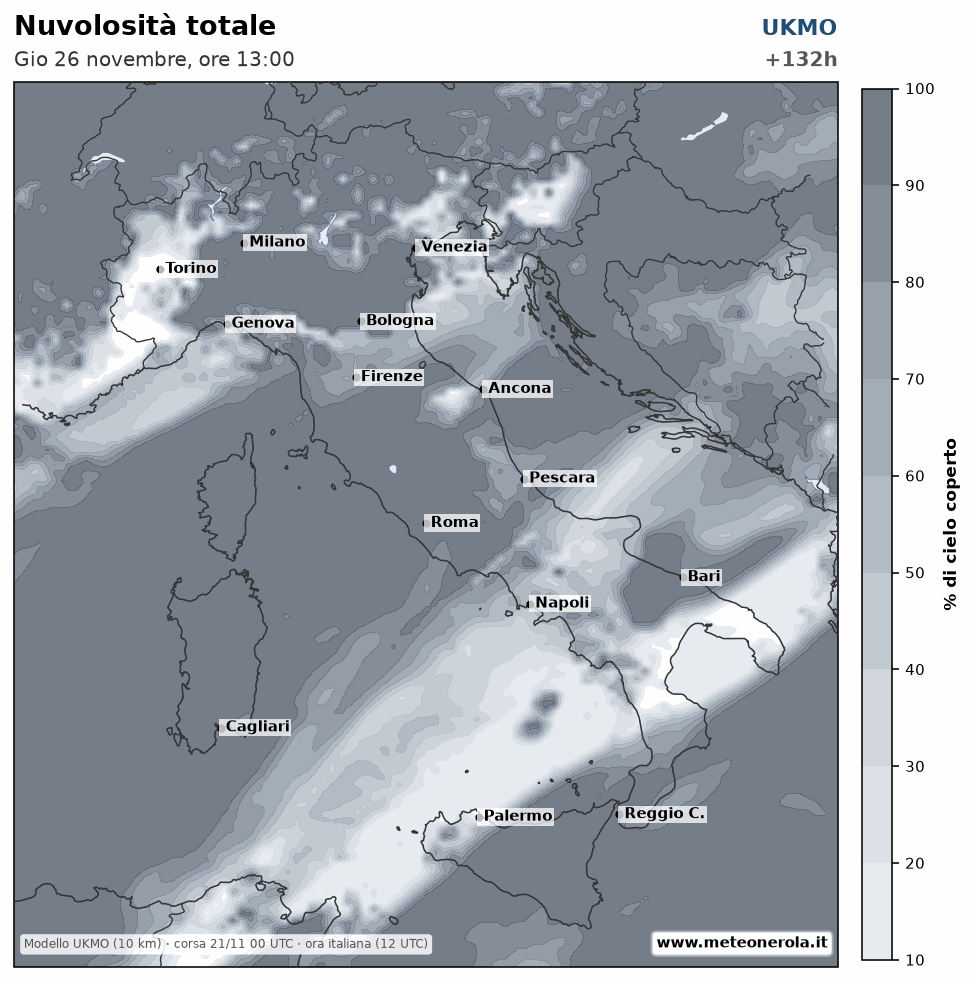 Nuvolosità totale
UKMO
Gio 26 novembre, ore 13:00
+132h
100
90
80
70
60
50
40
30
20
10
% di cielo coperto
Milano
Venezia
Torino
Genova
Bologna
Firenze
Ancona
Pescara
Roma
Bari
Napoli
Cagliari
Palermo
Reggio C.
Modello UKMO (10 km) · corsa 21/11 00 UTC · ora italiana (12 UTC)
www.meteonerola.it